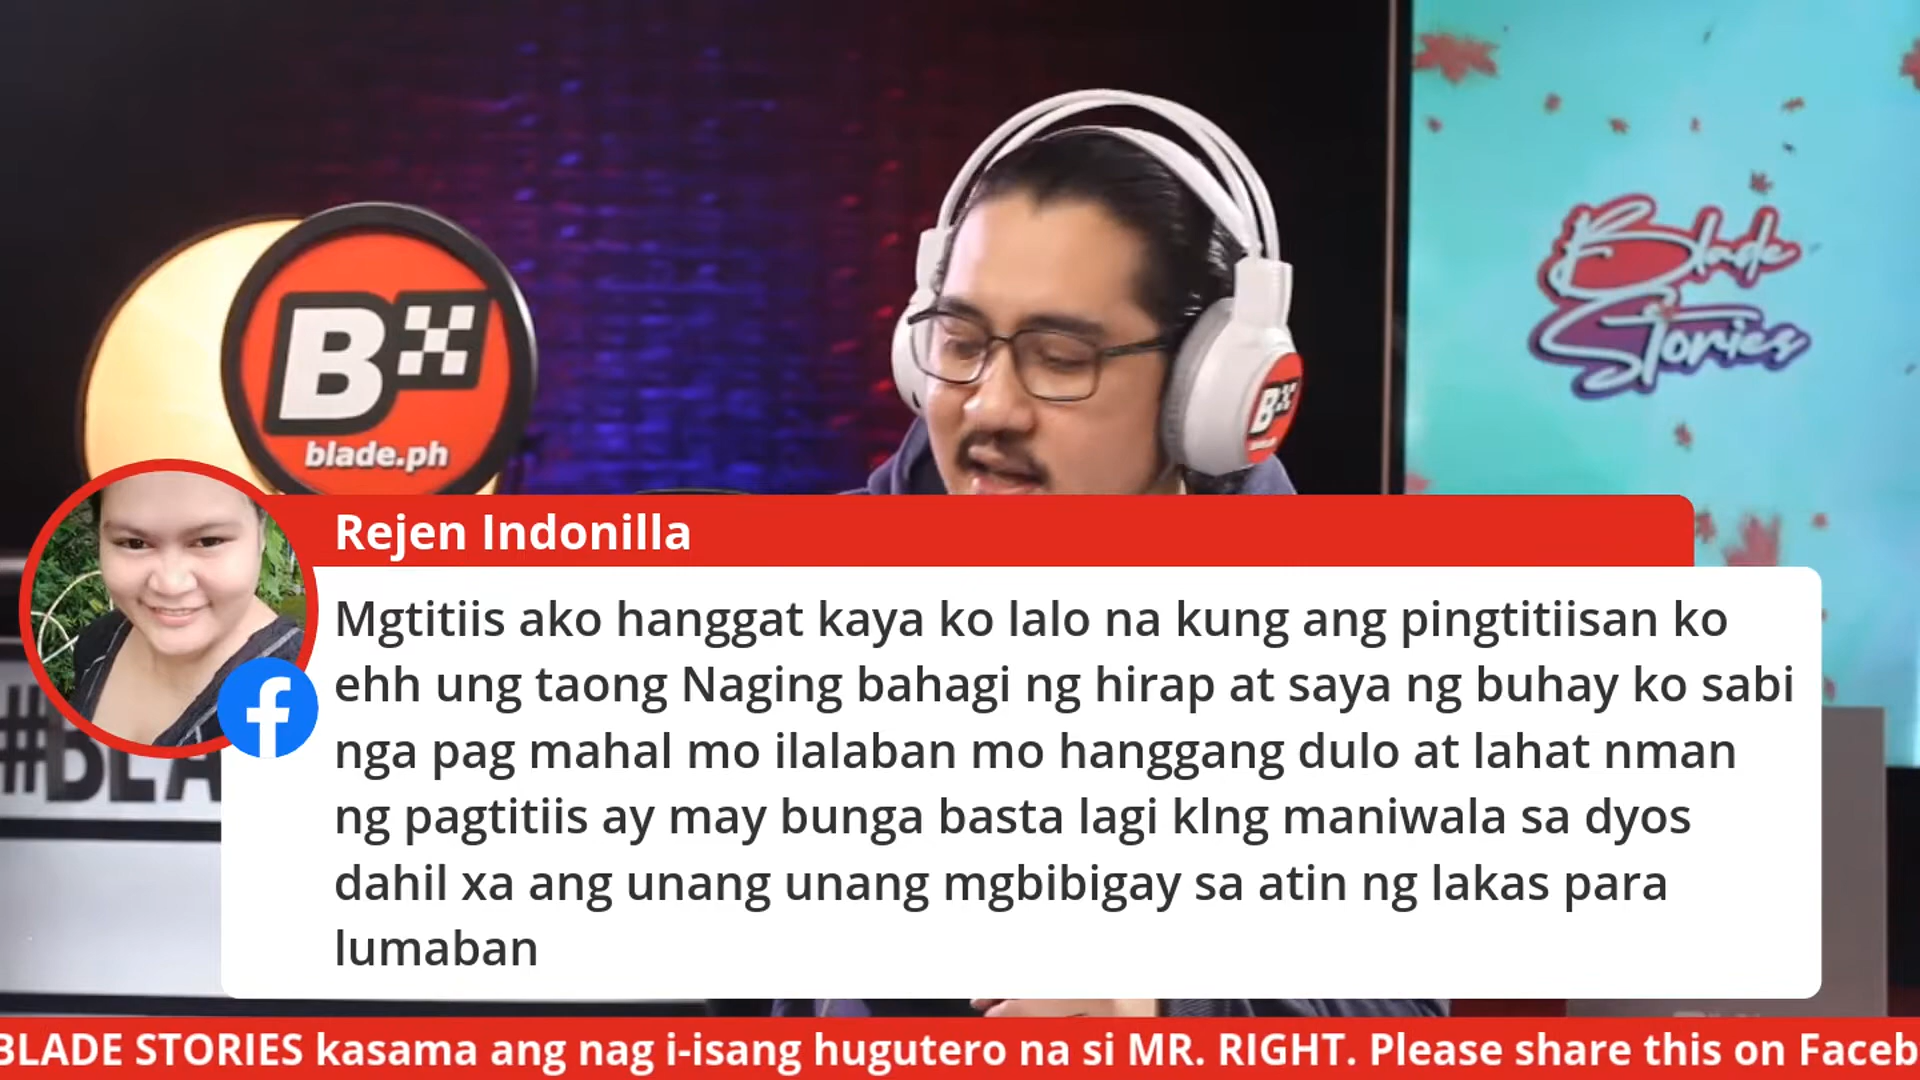 B
blade.ph
Blade
Stories
B
Rejen Indonilla
Mgtitiis ako hanggat kaya ko lalo na kung ang pingtitiisan ko
ehh ung taong Naging bahagi ng hirap at saya ng buhay ko sabi
nga pag mahal mo ilalaban mo hanggang dulo at lahat nman
ng pagtitiis ay may bunga basta lagi klng maniwala sa dyos
dahil xa ang unang unang mgbibigay sa atin ng lakas para
lumaban
#BLA
BLADE STORIES kasama ang nag i-isang hugutero na si MR. RIGHT. Please share this on Faceb